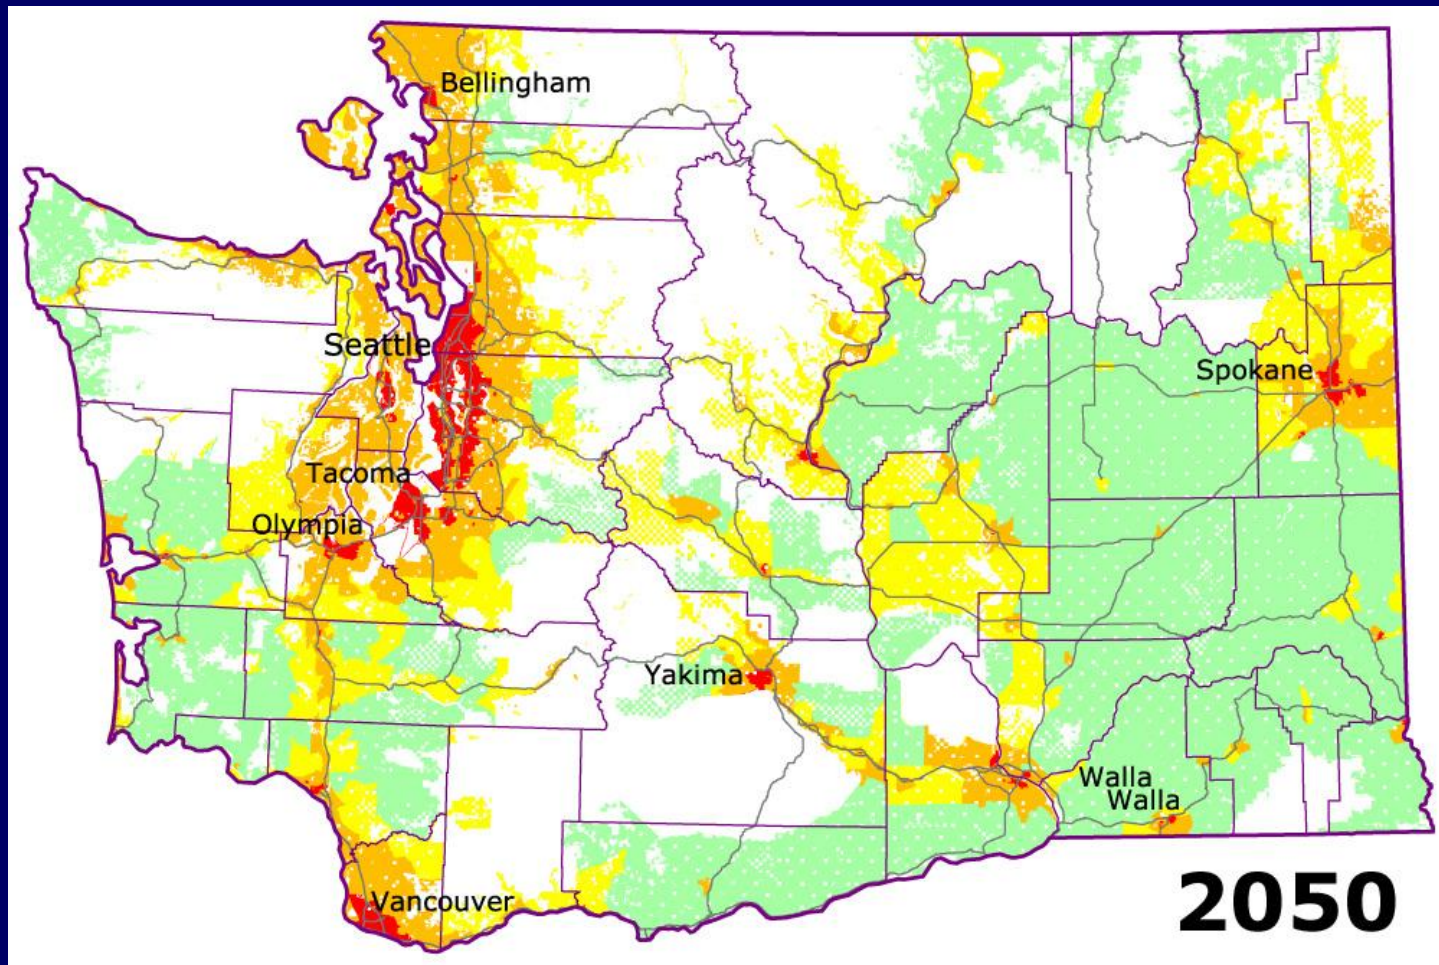 Bellingham
Seattle
Spokane
Tacoma
Olympia
Yakima
Walla
Walla
Vancouver
2050